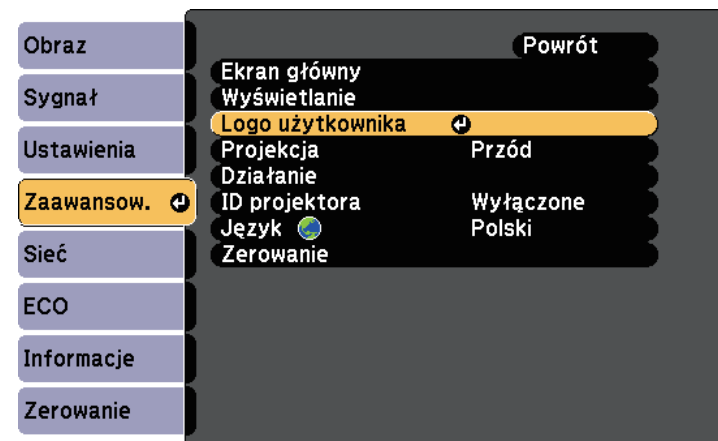 Obraz
Sygnał
Ustawienia
Zaawansow.
Sieć
ECO
Informacje
Zerowanie
Powrót
Ekran główny
Wyświetlanie
Logo użytkownika
Projekcja Przód
Działanie
ID projektora Wyłączone
Język Polski
Zerowanie